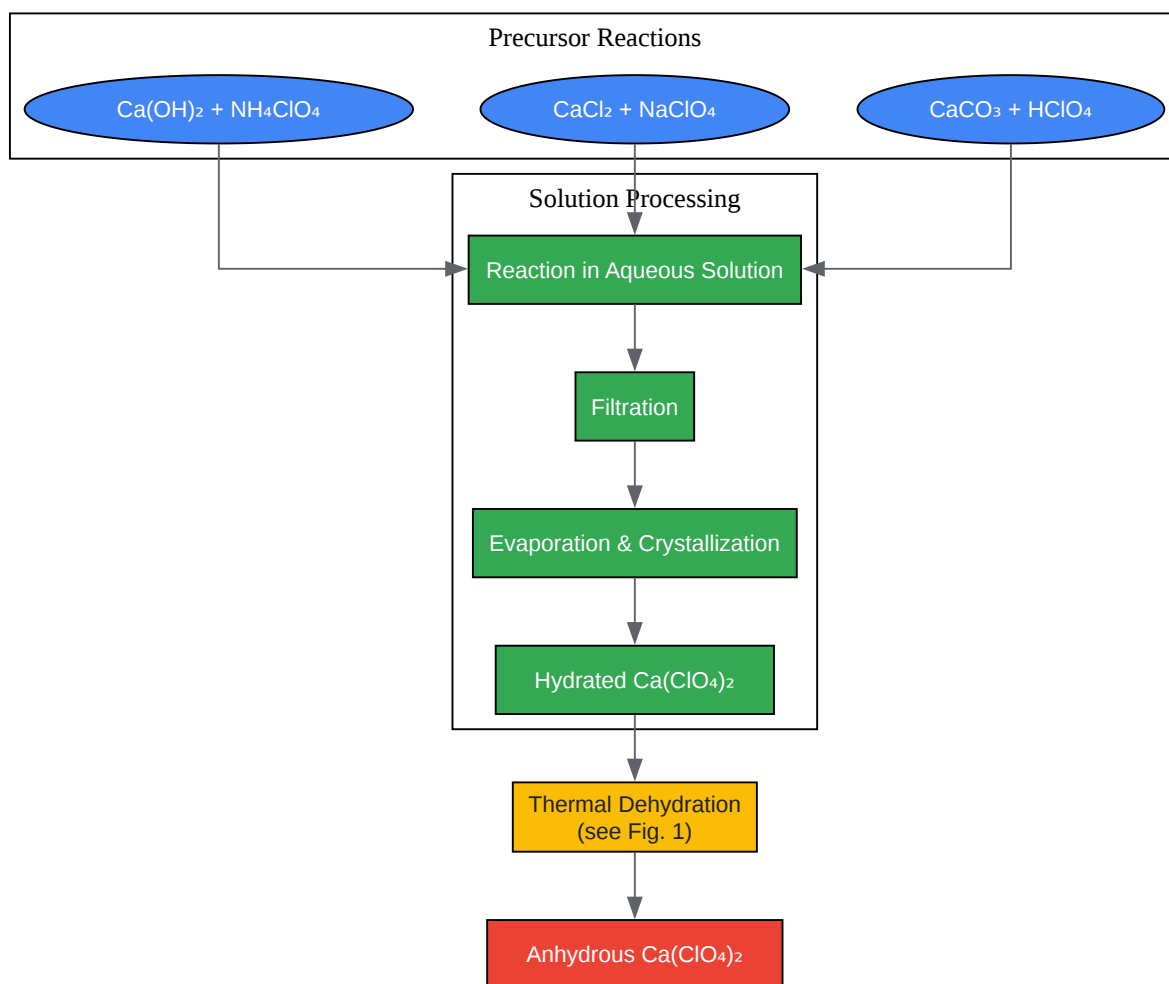 Precursor Reactions
Ca(OH)₂ + NH₄ClO₄
CaCl₂ + NaClO₄
CaCO₃ + HClO₄
Solution Processing
Reaction in Aqueous Solution
Filtration
Evaporation & Crystallization
Hydrated Ca(ClO₄)₂
Thermal Dehydration
(see Fig. 1)
Anhydrous Ca(ClO₄)₂